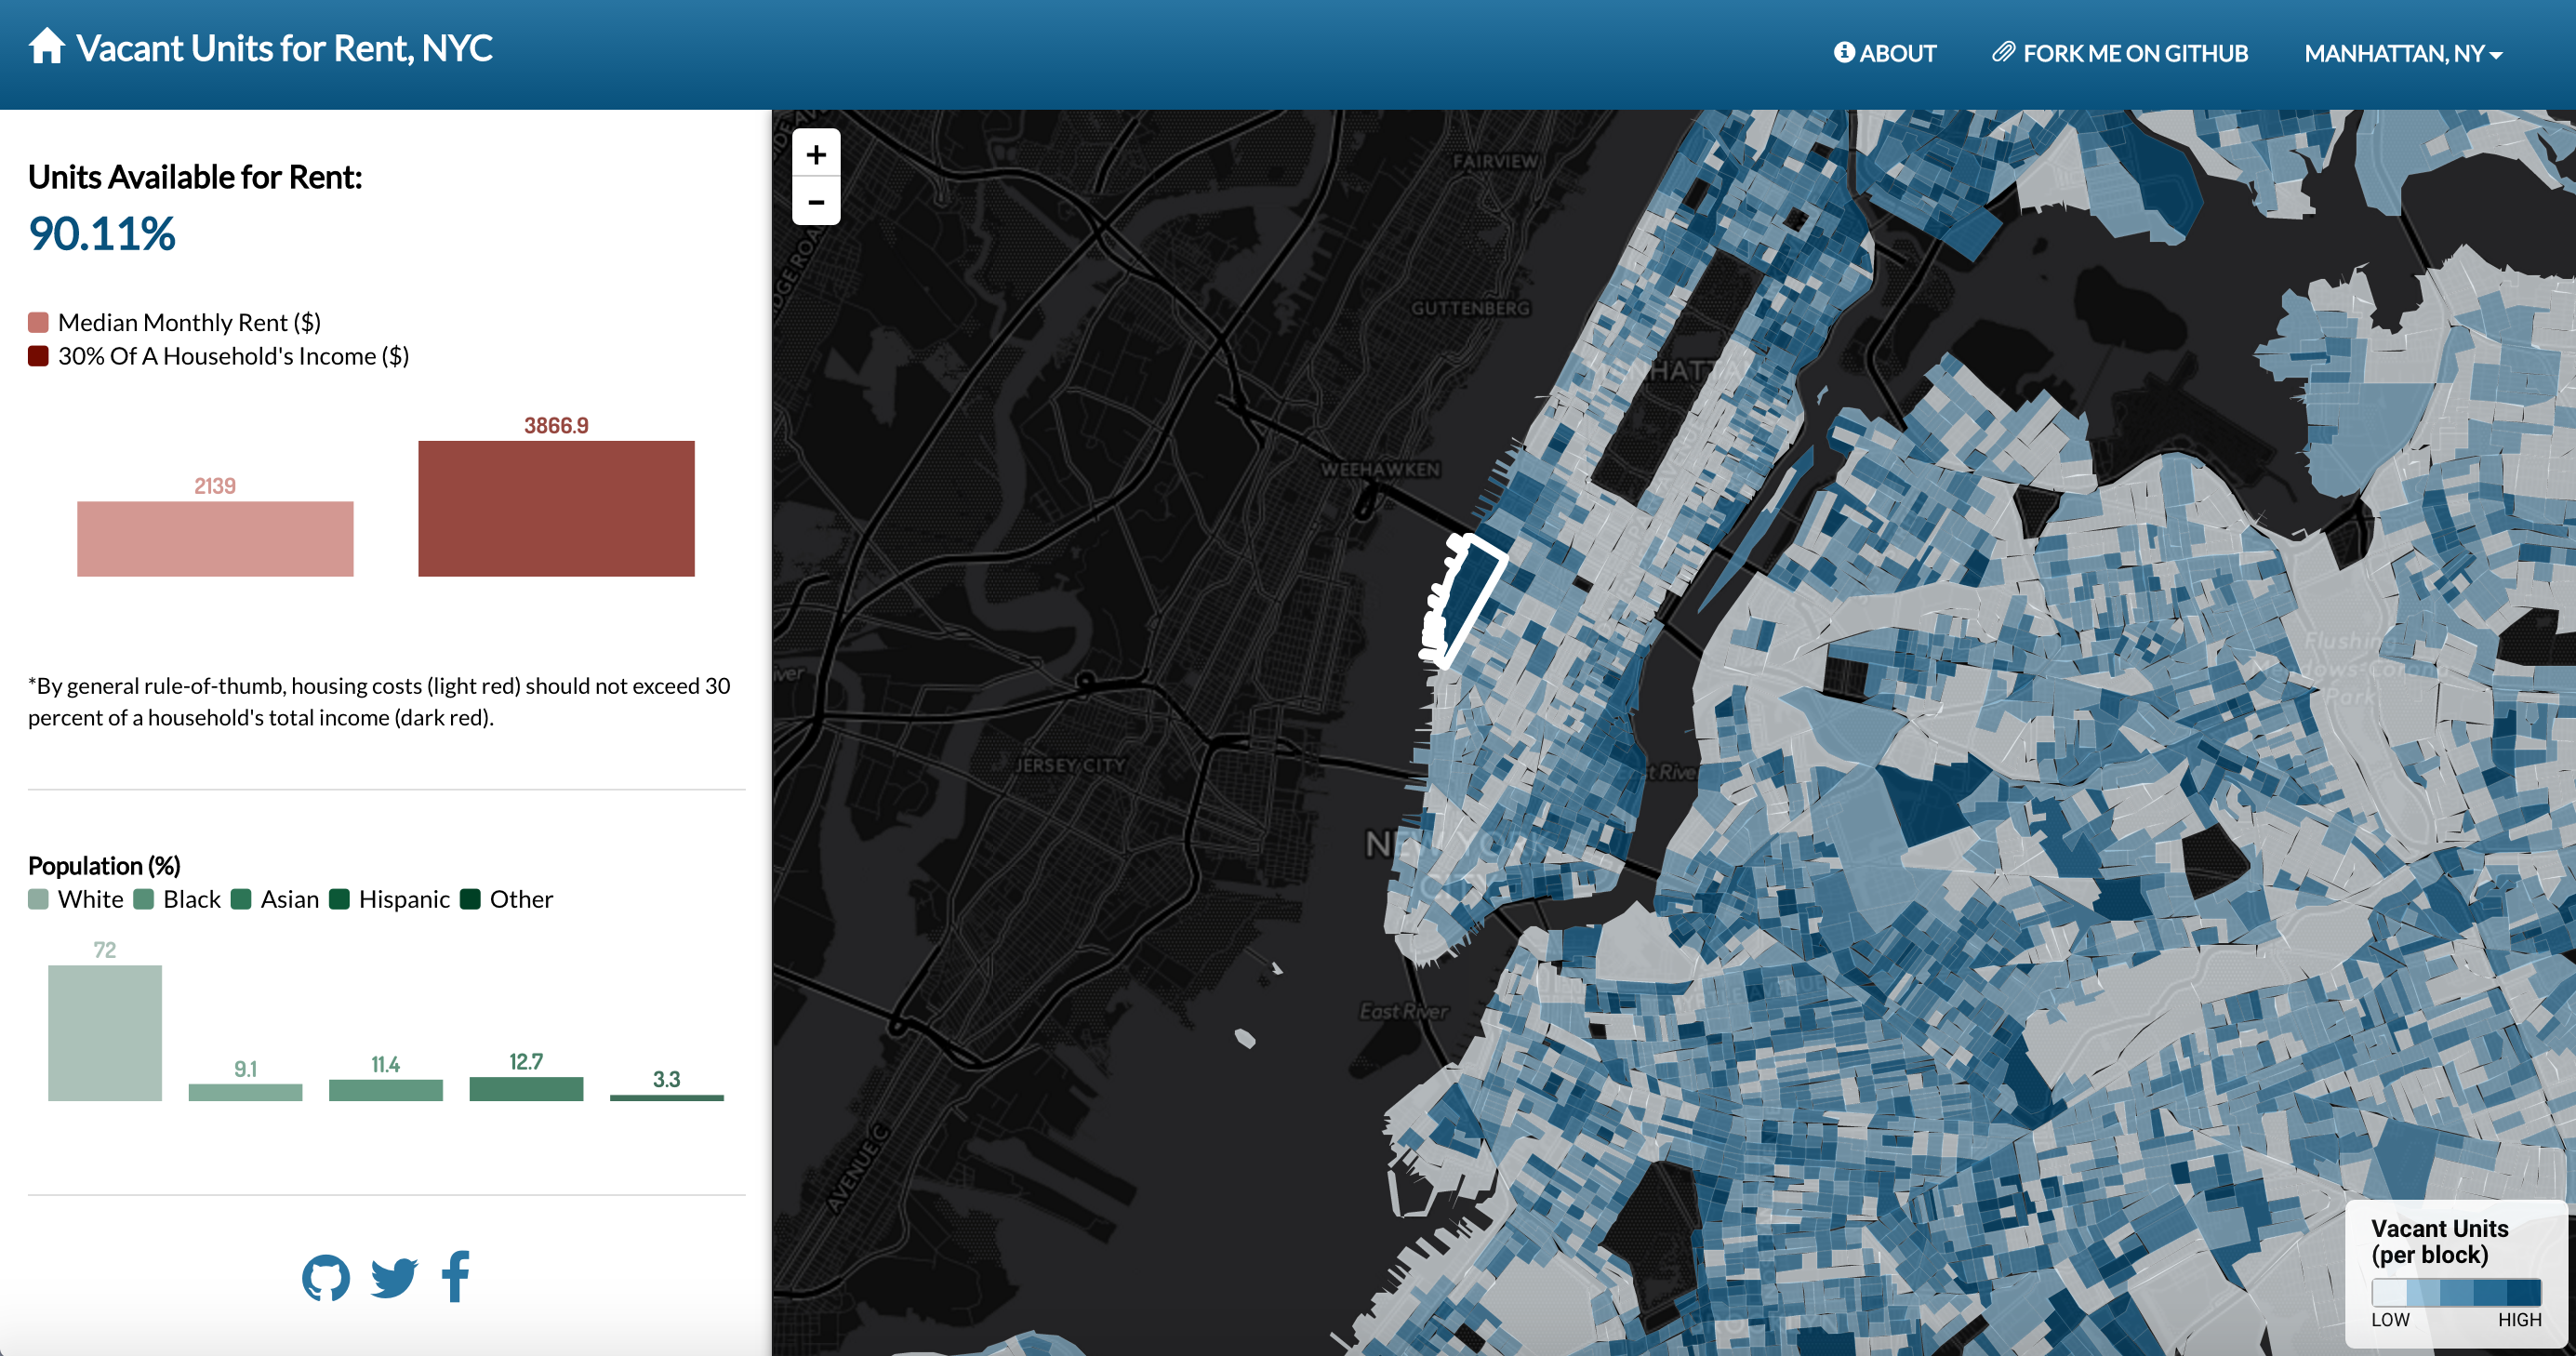 Vacant Units for Rent, NYC
ABOUT
FORK ME ON GITHUB
MANHATTAN, NY
Units Available for Rent:
90.11%
Median Monthly Rent ($)
30% Of A Household's Income ($)
3866.9
2139
*By general rule-of-thumb, housing costs (light red) should not exceed 30
percent of a household's total income (dark red).
Population (%)
White Black Asian Hispanic Other
72
9.1
11.4
12.7
3.3
+
−
FAIRVIEW
GUTTENBERG
MANHATTAN
WEEHAWKEN
Flushing
Meadows-Corona
Park
JERSEY CITY
NEW YORK
CITY
East River
AVENUE C
BROOKLYN
Vacant Units
(per block)
LOW
HIGH